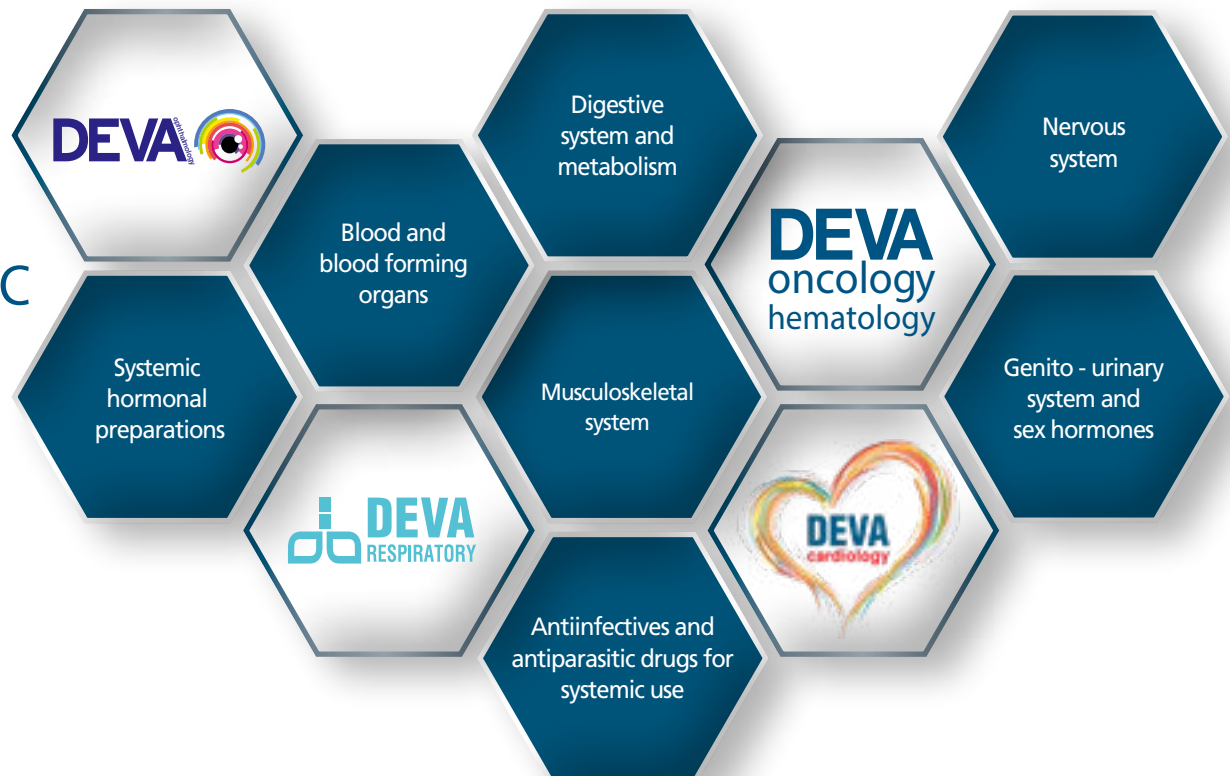 DEVA
ophthalmology
Digestive
system and
metabolism
Nervous
system
Blood and
blood forming
organs
DEVA
oncology
hematology
C
Systemic
hormonal
preparations
Musculoskeletal
system
Genito - urinary
system and
sex hormones
DEVA
RESPIRATORY
DEVA
cardiology
Antiinfectives and
antiparasitic drugs for
systemic use